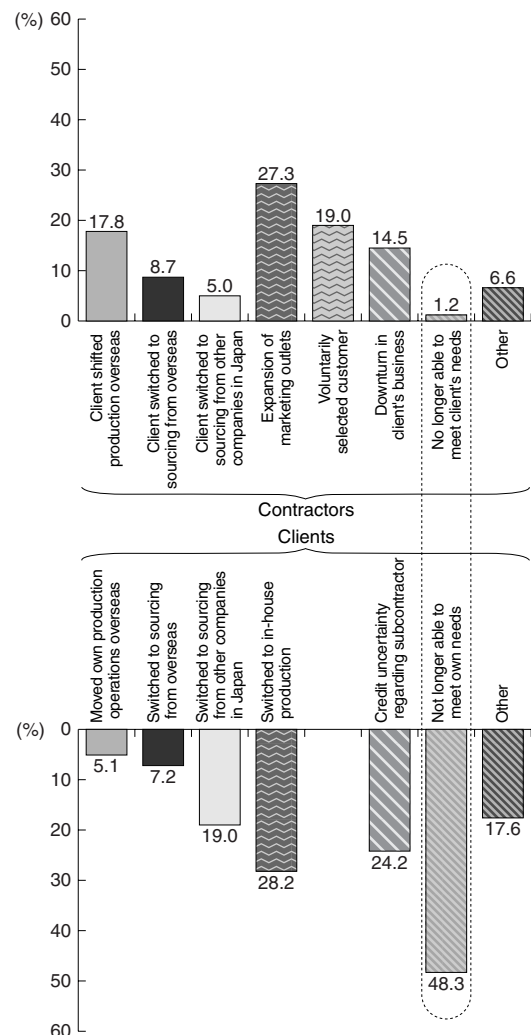 (%)
60
50
40
30
20
10
0
17.8
8.7
5.0
27.3
19.0
14.5
1.2
6.6
Client shifted
production overseas
Client switched to
sourcing from overseas
Client switched to
sourcing from other
companies in Japan
Expansion of
marketing outlets
Voluntarily
selected customer
Downturn in
client's business
No longer able to
meet client's needs
Other
Contractors
Clients
Moved own production
operations overseas
Switched to sourcing
from overseas
Switched to sourcing
from other companies
in Japan
Switched to in-house
production
Credit uncertainty
regarding subcontractor
Not longer able to
meet own needs
Other
(%)
0
10
20
30
40
50
60
5.1
7.2
19.0
28.2
24.2
48.3
17.6